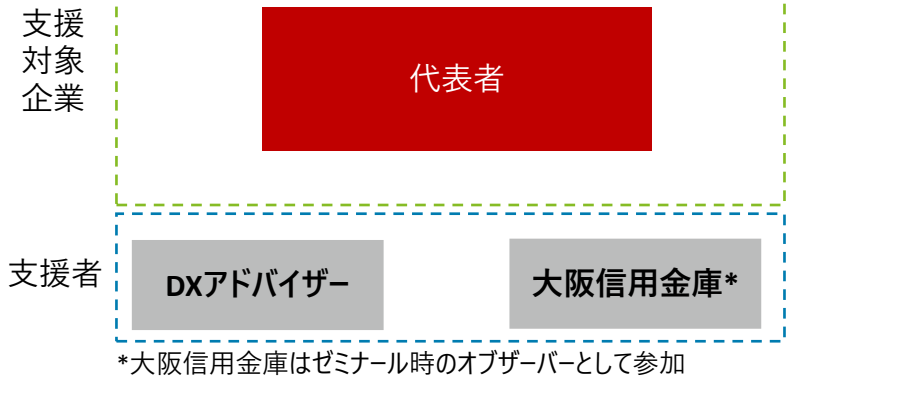 支援
対象
企業
代表者
支援者
DXアドバイザー
大阪信用金庫*
*大阪信用金庫はゼミナール時のオブザーバーとして参加